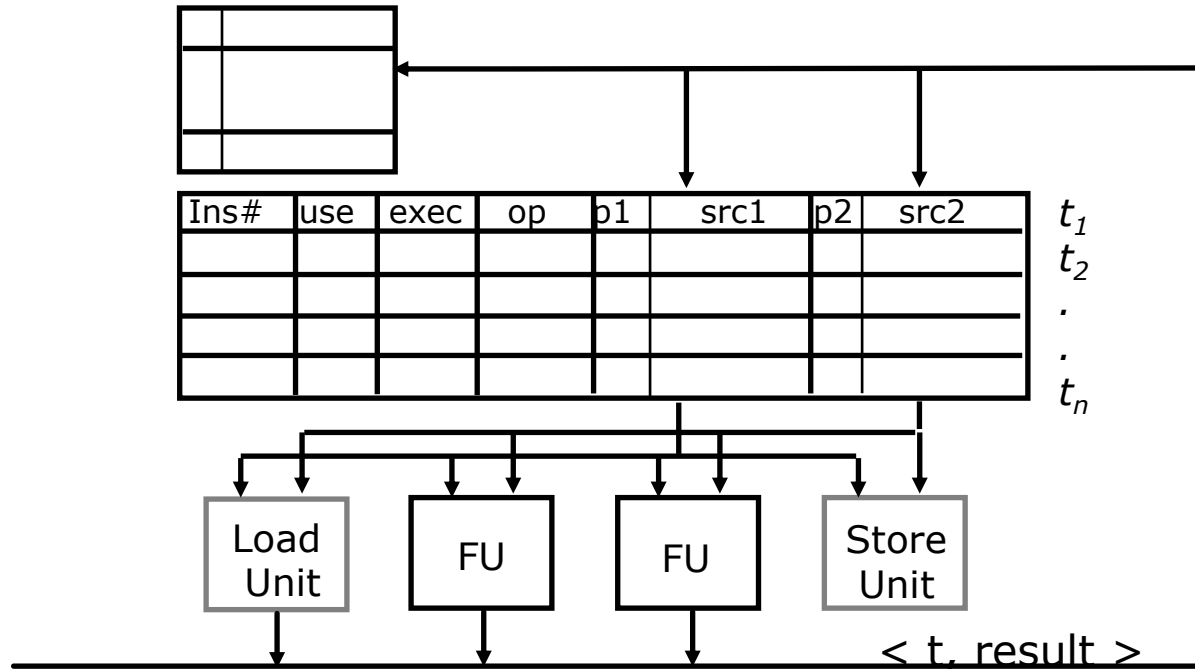 Ins# use exec op p1 src1 p2 src2 t1
t2
.
.
tn
Load Unit
FU
FU
Store Unit
< t, result >